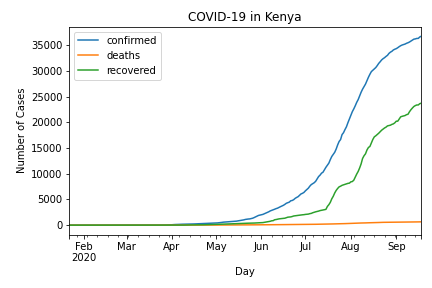 COVID-19 in Kenya
confirmed
deaths
recovered
Number of Cases
35000
30000
25000
20000
15000
10000
5000
0
Feb Mar Apr May Jun Jul Aug Sep
2020
Day